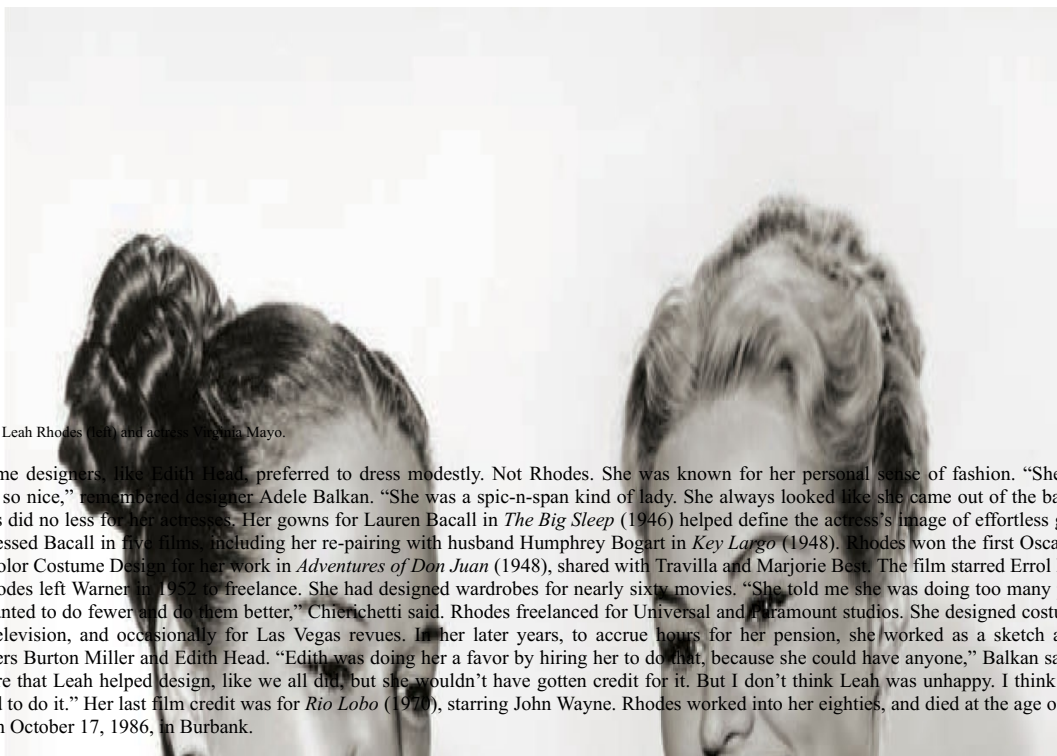 Leah Rhodes (left) and actress Virginia Mayo.
me designers, like Edith Head, preferred to dress modestly. Not Rhodes. She was known for her personal sense of fashion. “She
so nice,” remembered designer Adele Balkan. “She was a spic-n-span kind of lady. She always looked like she came out of the ba
s did no less for her actresses. Her gowns for Lauren Bacall in The Big Sleep (1946) helped define the actress’s image of effortless g
essed Bacall in five films, including her re-pairing with husband Humphrey Bogart in Key Largo (1948). Rhodes won the first Osca
olor Costume Design for her work in Adventures of Don Juan (1948), shared with Travilla and Marjorie Best. The film starred Errol
odes left Warner in 1952 to freelance. She had designed wardrobes for nearly sixty movies. “She told me she was doing too many
anted to do fewer and do them better,” Chierichetti said. Rhodes freelanced for Universal and Paramount studios. She designed costu
elevision, and occasionally for Las Vegas revues. In her later years, to accrue hours for her pension, she worked as a sketch a
ers Burton Miller and Edith Head. “Edith was doing her a favor by hiring her to do that, because she could have anyone,” Balkan sa
re that Leah helped design, like we all did, but she wouldn’t have gotten credit for it. But I don’t think Leah was unhappy. I think
l to do it.” Her last film credit was for Rio Lobo (1970), starring John Wayne. Rhodes worked into her eighties, and died at the age o
n October 17, 1986, in Burbank.